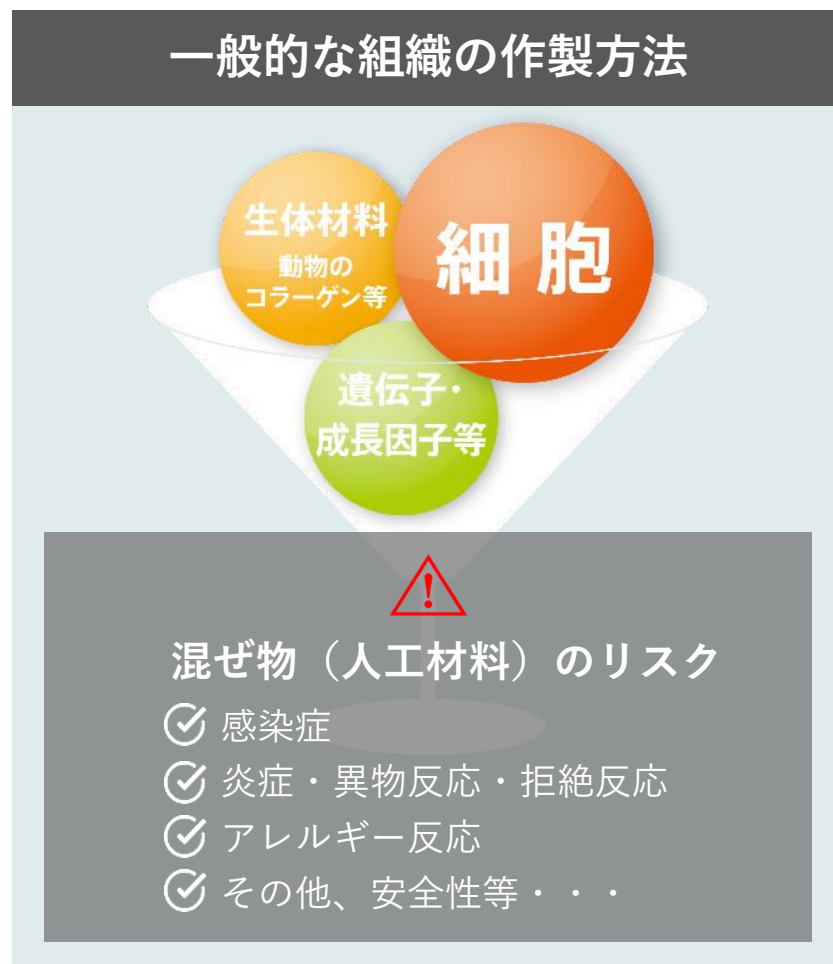 一般的な組織の作製方法
生体材料
動物の
コラーゲン等
細胞
遺伝子・
成長因子等
混ぜ物（人工材料）のリスク
感染症
炎症・異物反応・拒絶反応
アレルギー反応
その他、安全性等・・・